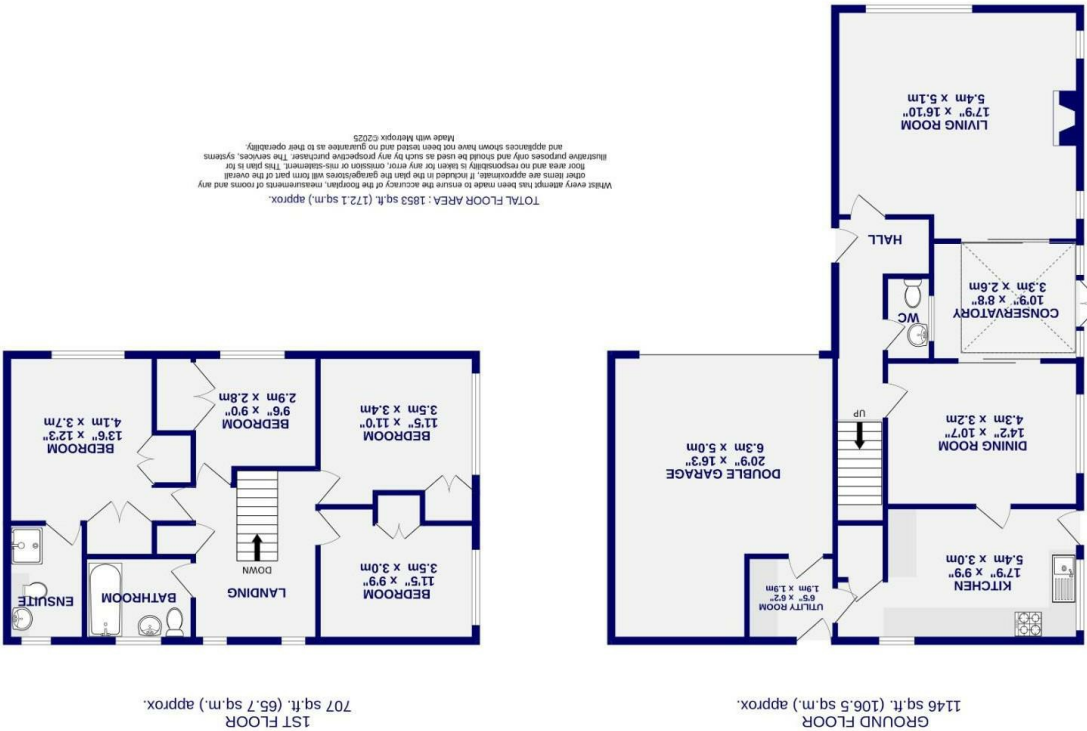 GROUND FLOOR
1146 sq.ft. (106.5 sq.m.) approx.
1ST FLOOR
707 sq.ft. (65.7 sq.m.) approx.
KITCHEN
17'9" x 9'9"
5.4m x 3.0m
UTILITY ROOM
6'5" x 6'2"
1.9m x 1.9m
DINING ROOM
14'2" x 10'7"
4.3m x 3.2m
DOUBLE GARAGE
20'9" x 16'3"
6.3m x 5.0m
UP
CONSERVATORY
10'9" x 8'8"
3.3m x 2.6m
WC
HALL
LIVING ROOM
17'9" x 16'10"
5.4m x 5.1m
BEDROOM
11'5" x 9'9"
3.5m x 3.0m
LANDING
DOWN
BATHROOM
ENSUITE
BEDROOM
11'5" x 11'0"
3.5m x 3.4m
BEDROOM
9'6" x 9'0"
2.9m x 2.8m
BEDROOM
13'6" x 12'3"
4.1m x 3.7m
TOTAL FLOOR AREA : 1853 sq.ft. (172.1 sq.m.) approx.
Whilst every attempt has been made to ensure the accuracy of the floorplan, measurements of rooms and any
other items are approximate, if included in the plan the garage/stores will form part of the overall
floor area and no responsibility is taken for any error, omission or mis-statement. This plan is for
illustrative purposes only and should be used as such by any prospective purchaser. The services, systems
and appliances shown have not been tested and no guarantee as to their operability.
Made with Metropix ©2025